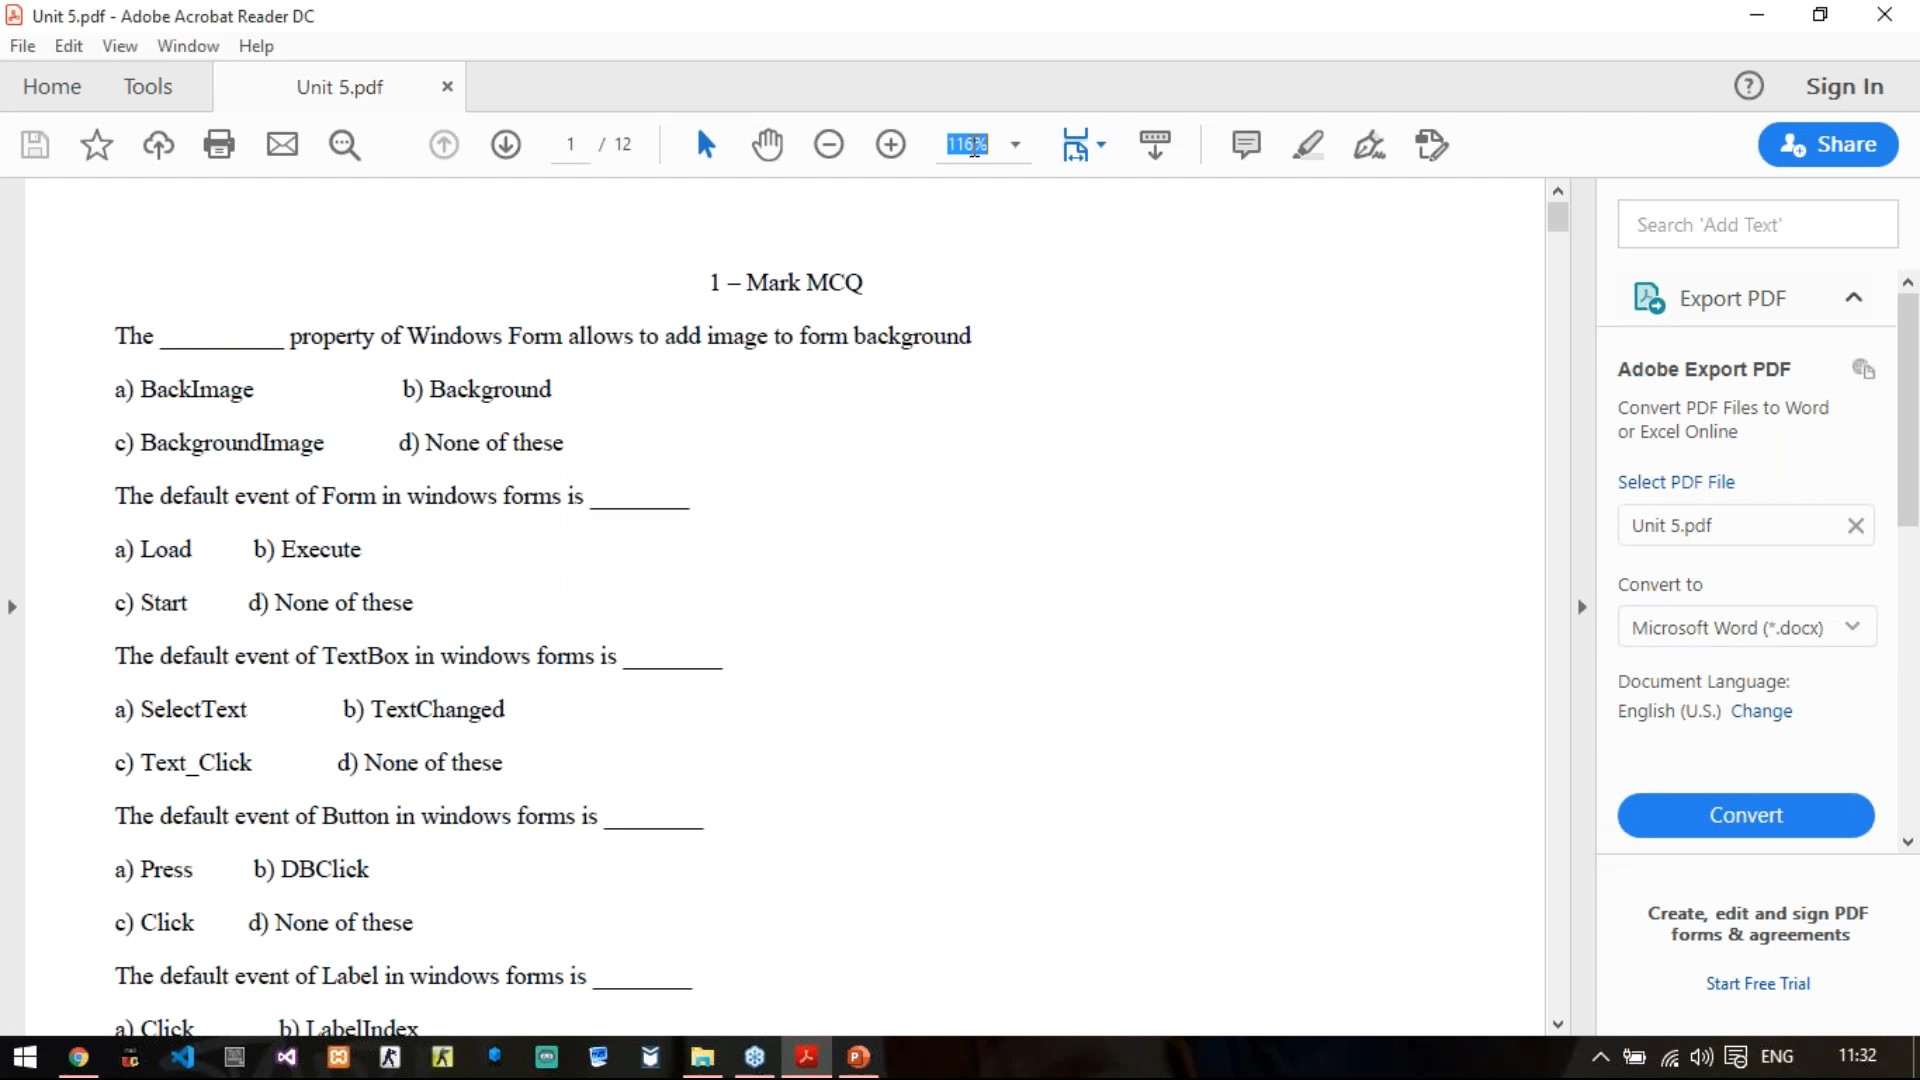 Unit 5.pdf - Adobe Acrobat Reader DC
File Edit View Window Help
Home Tools Unit 5.pdf Sign In
1 / 12 116% Share
1 – Mark MCQ
The __________ property of Windows Form allows to add image to form background
a) BackImage b) Background
c) BackgroundImage d) None of these
The default event of Form in windows forms is ________
a) Load b) Execute
c) Start d) None of these
The default event of TextBox in windows forms is ________
a) SelectText b) TextChanged
c) Text_Click d) None of these
The default event of Button in windows forms is ________
a) Press b) DBClick
c) Click d) None of these
The default event of Label in windows forms is ________
a) Click b) LabelIndex
Search 'Add Text'
Export PDF
Adobe Export PDF
Convert PDF Files to Word
or Excel Online
Select PDF File
Unit 5.pdf
Convert to
Microsoft Word (*.docx)
Document Language:
English (U.S.) Change
Convert
Create, edit and sign PDF
forms & agreements
Start Free Trial
ENG 11:32